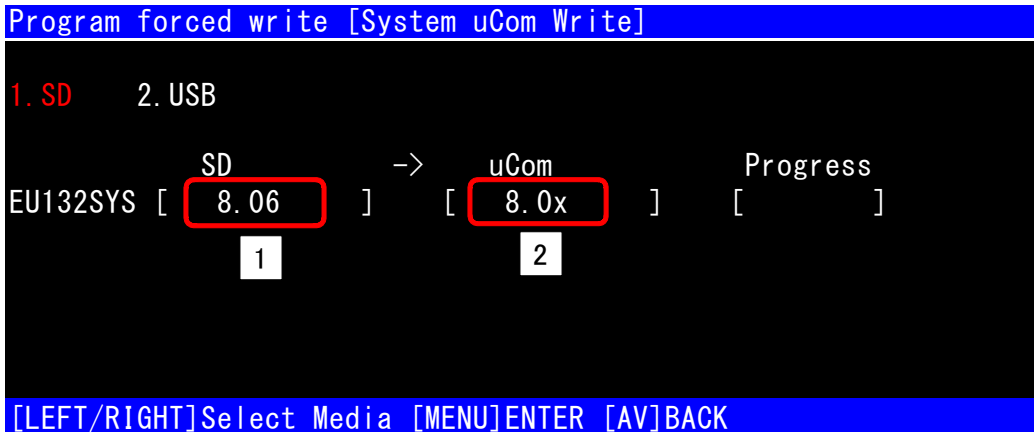 Program forced write [System uCom Write]
1.SD 2.USB
SD -> uCom Progress
EU132SYS [ 8.06 ] [ 8.0x ] [ ]
1 2
[LEFT/RIGHT]Select Media [MENU]ENTER [AV]BACK